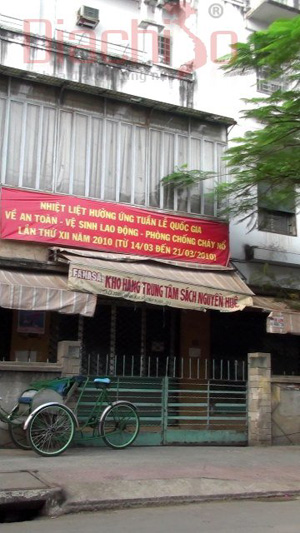 DiachiSo
NHIỆT LIỆT HƯỞNG ỨNG TUẦN LỄ QUỐC GIA
VỀ AN TOÀN - VỆ SINH LAO ĐỘNG - PHÒNG CHỐNG CHÁY NỔ
LẦN THỨ XII NĂM 2010 (TỪ 14/03 ĐẾN 21/03/2010)
FAHASA KHO HÀNG TRUNG TÂM SÁCH NGUYỄN HUỆ